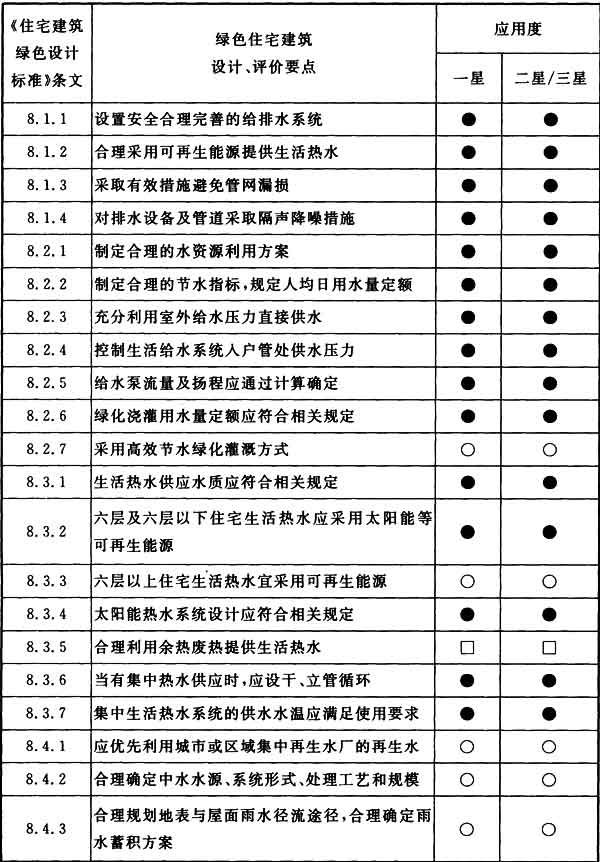 《住宅建筑
绿色设计
标准》条文
绿色住宅建筑
设计、评价要点
应用度
一星
二星/三星
8.1.1 设置安全合理完善的给排水系统 ● ●
8.1.2 合理采用可再生能源提供生活热水 ● ●
8.1.3 采取有效措施避免管网漏损 ● ●
8.1.4 对排水设备及管道采取隔声降噪措施 ● ●
8.2.1 制定合理的水资源利用方案 ● ●
8.2.2 制定合理的节水指标,规定人均日用水量定额 ● ●
8.2.3 充分利用室外给水压力直接供水 ● ●
8.2.4 控制生活给水系统入户管处供水压力 ● ●
8.2.5 给水泵流量及扬程应通过计算确定 ● ●
8.2.6 绿化浇灌用水量定额应符合相关规定 ● ●
8.2.7 采用高效节水绿化灌溉方式 ○ ○
8.3.1 生活热水供应水质应符合相关规定 ● ●
8.3.2 六层及六层以下住宅生活热水应采用太阳能等
可再生能源 ● ●
8.3.3 六层以上住宅生活热水宜采用可再生能源 ○ ○
8.3.4 太阳能热水系统设计应符合相关规定 ● ●
8.3.5 合理利用余热废热提供生活热水 □ □
8.3.6 当有集中热水供应时,应设干、立管循环 ● ●
8.3.7 集中生活热水系统的供水水温应满足使用要求 ● ●
8.4.1 应优先利用城市或区域集中再生水厂的再生水 ○ ○
8.4.2 合理确定中水水源、系统形式、处理工艺和规模 ○ ○
8.4.3 合理规划地表与屋面雨水径流途径,合理确定雨
水蓄积方案 ○ ○